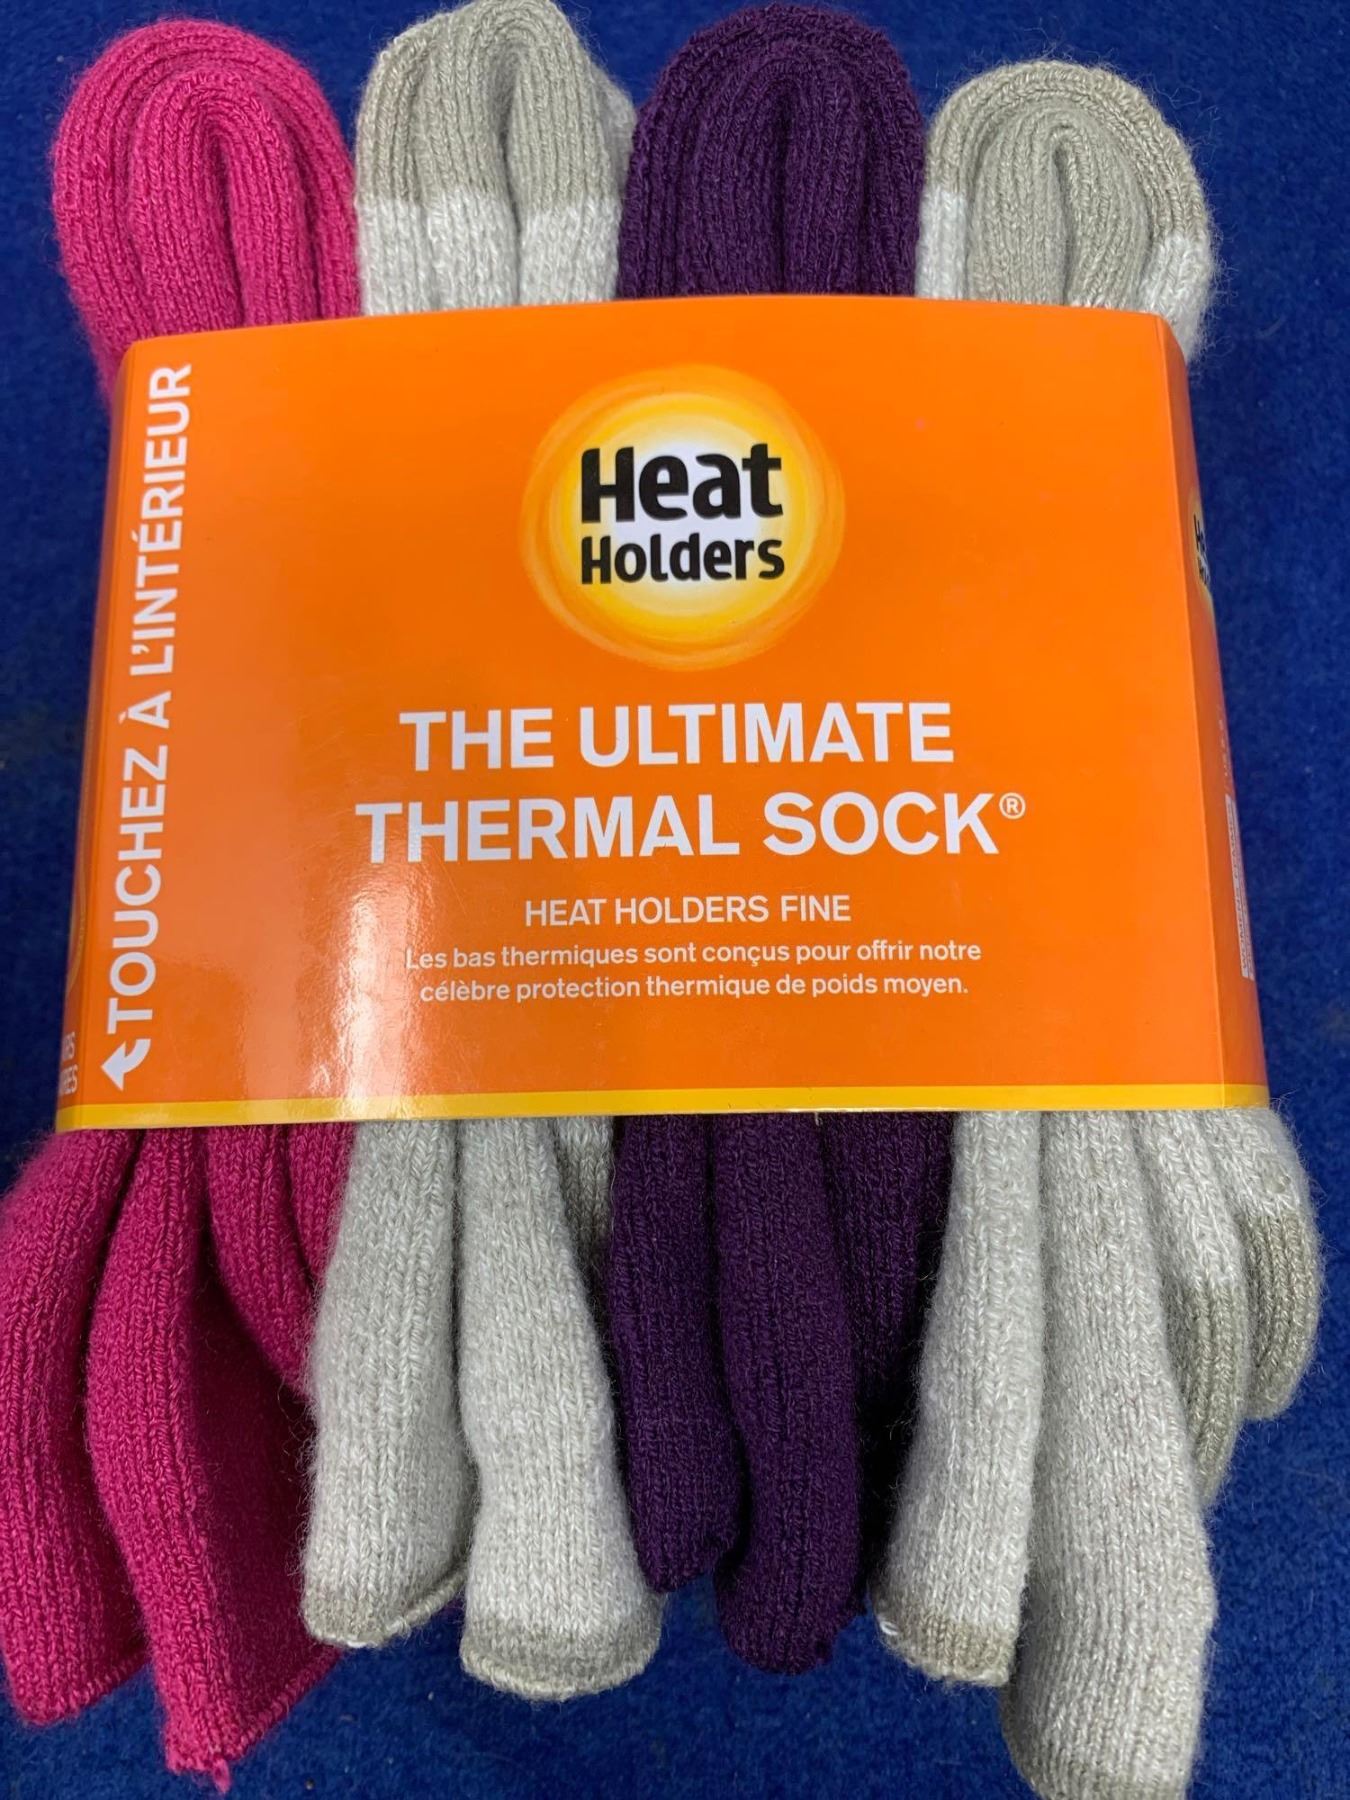 Heat
Holders
THE ULTIMATE
THERMAL SOCK®
HEAT HOLDERS FINE
Les bas thermiques sont conçus pour offrir notre
célèbre protection thermique de poids moyen.
TOUCHEZ À L'INTÉRIEUR